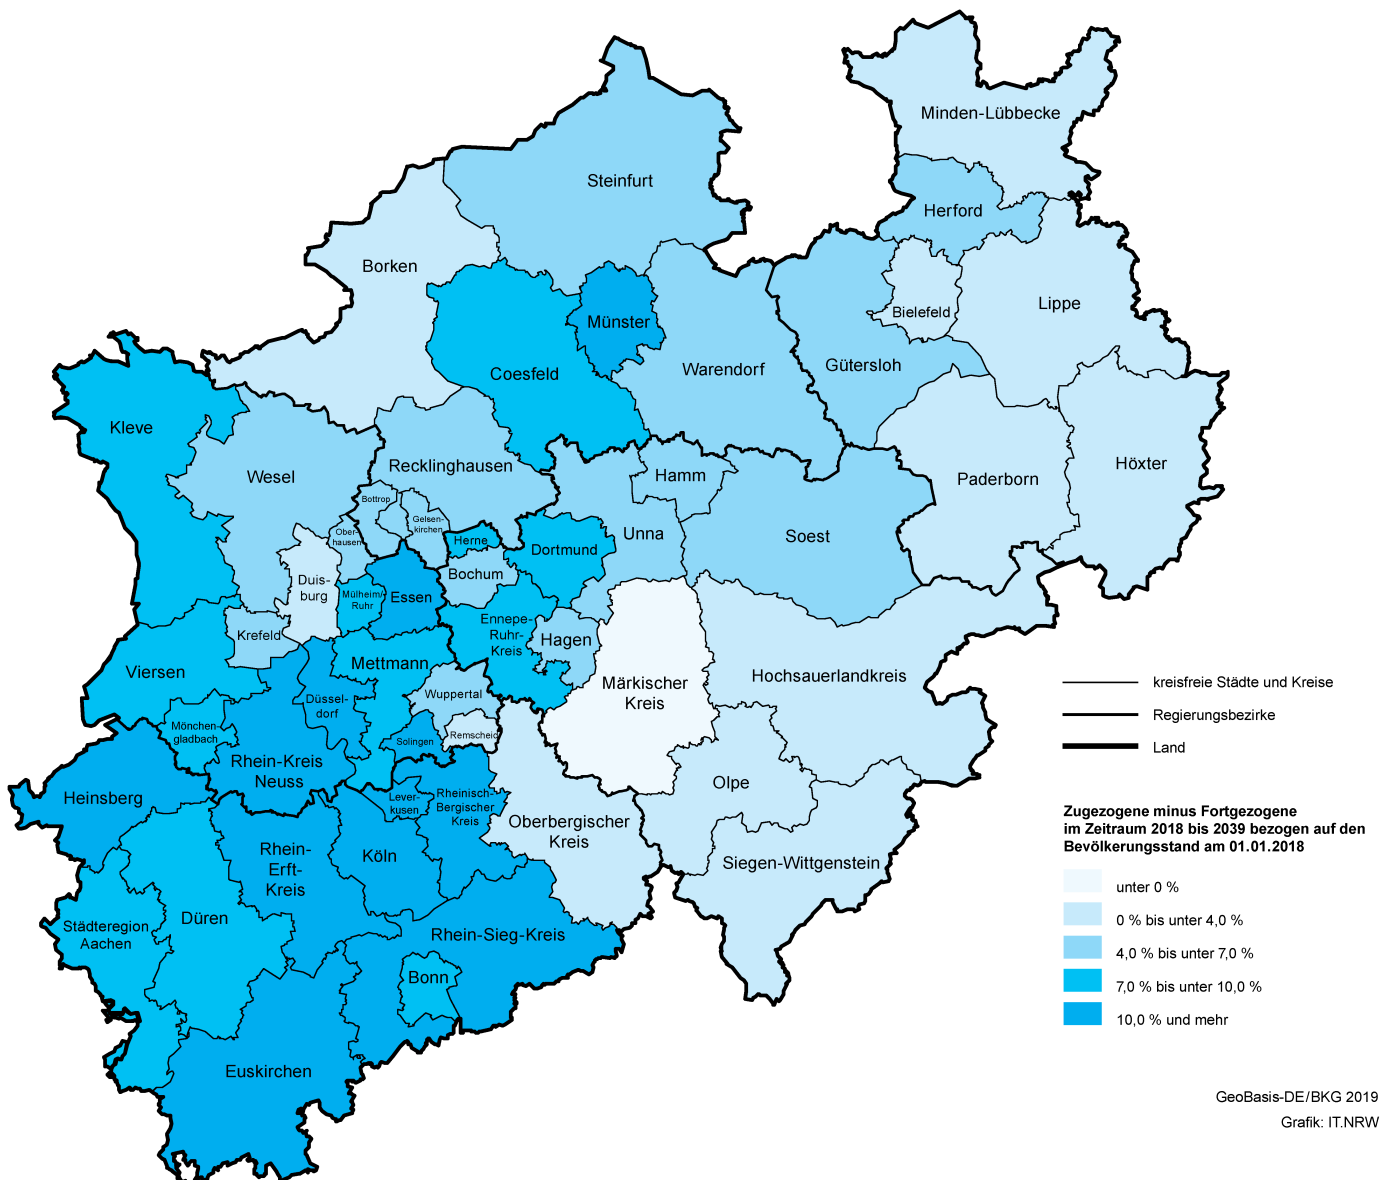 Minden-Lübbecke
Steinfurt
Herford
Borken
Lippe
Bielefeld
Münster
Gütersloh
Warendorf
Coesfeld
Kleve
Höxter
Recklinghausen
Wesel
Hamm
Paderborn
Bottrop
Gelsen-
kirchen
Ober-
hausen
Unna
Soest
Herne
Dortmund
Bochum
Duis-
burg
Mülheim/
Ruhr
Essen
Ennepe-
Ruhr-
Kreis
Krefeld
Hagen
Viersen
Mettmann
Hochsauerlandkreis
Märkischer
Kreis
Wuppertal
Düssel-
dorf
Mönchen-
gladbach
Solingen
Remscheid
Rhein-Kreis
Neuss
Olpe
Heinsberg
Lever-
kusen
Rheinisch-
Bergischer
Kreis
Oberbergischer
Kreis
Rhein-
Erft-
Kreis
Köln
Siegen-Wittgenstein
Düren
Städteregion
Aachen
Rhein-Sieg-Kreis
Bonn
Euskirchen
kreisfreie Städte und Kreise
Regierungsbezirke
Land
Zugezogene minus Fortgezogene
im Zeitraum 2018 bis 2039 bezogen auf den
Bevölkerungsstand am 01.01.2018
unter 0 %
0 % bis unter 4,0 %
4,0 % bis unter 7,0 %
7,0 % bis unter 10,0 %
10,0 % und mehr
GeoBasis-DE/BKG 2019
Grafik: IT.NRW